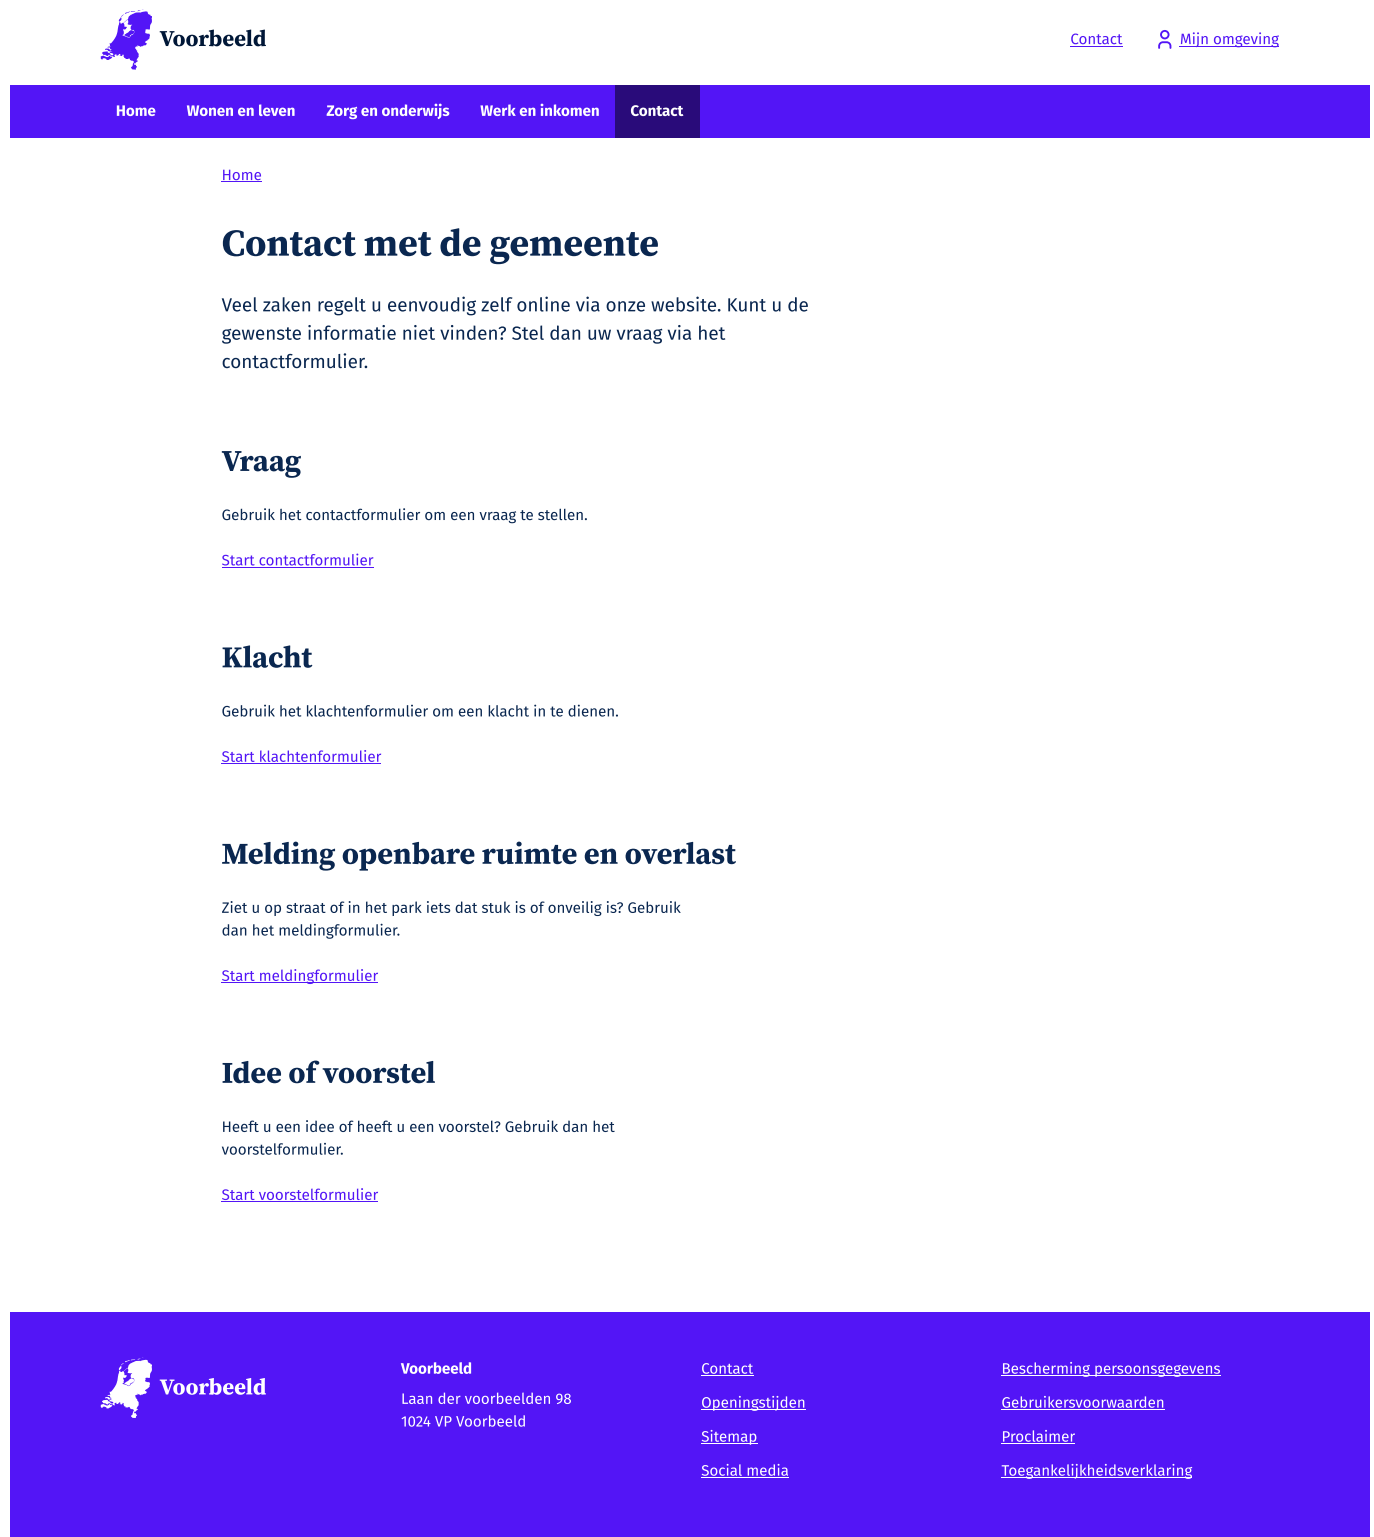 Voorbeeld
Contact
Mijn omgeving
Home
Wonen en leven
Zorg en onderwijs
Werk en inkomen
Contact
Home
Contact met de gemeente
Veel zaken regelt u eenvoudig zelf online via onze website. Kunt u de
gewenste informatie niet vinden? Stel dan uw vraag via het
contactformulier.
Vraag
Gebruik het contactformulier om een vraag te stellen.
Start contactformulier
Klacht
Gebruik het klachtenformulier om een klacht in te dienen.
Start klachtenformulier
Melding openbare ruimte en overlast
Ziet u op straat of in het park iets dat stuk is of onveilig is? Gebruik
dan het meldingformulier.
Start meldingformulier
Idee of voorstel
Heeft u een idee of heeft u een voorstel? Gebruik dan het
voorstelformulier.
Start voorstelformulier
Voorbeeld
Voorbeeld
Laan der voorbeelden 98
1024 VP Voorbeeld
Contact
Openingstijden
Sitemap
Social media
Bescherming persoonsgegevens
Gebruikersvoorwaarden
Proclaimer
Toegankelijkheidsverklaring